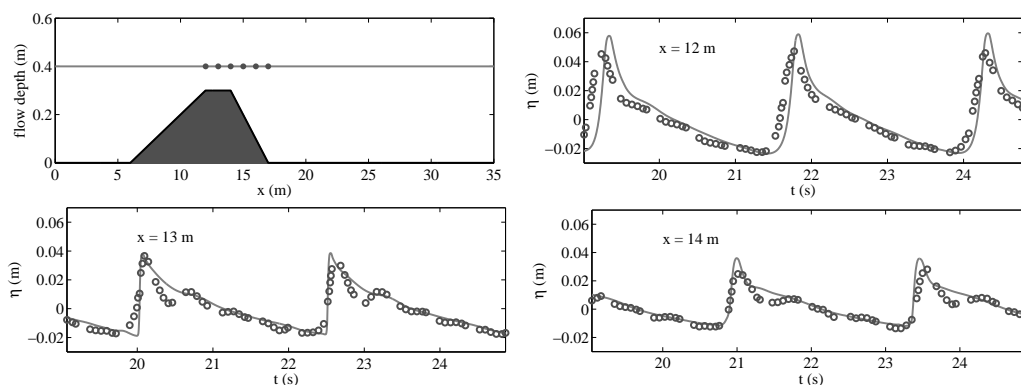 0.6
0.4
0.2
0
flow depth (m)
0 5 10 15 20 25 30 35
x (m)
0.06
0.04
0.02
0
−0.02
η (m)
x = 12 m
20 21 22 23 24
t (s)
0.06
0.04
0.02
0
−0.02
η (m)
x = 13 m
20 21 22 23 24
t (s)
0.06
0.04
0.02
0
−0.02
η (m)
x = 14 m
20 21 22 23 24
t (s)